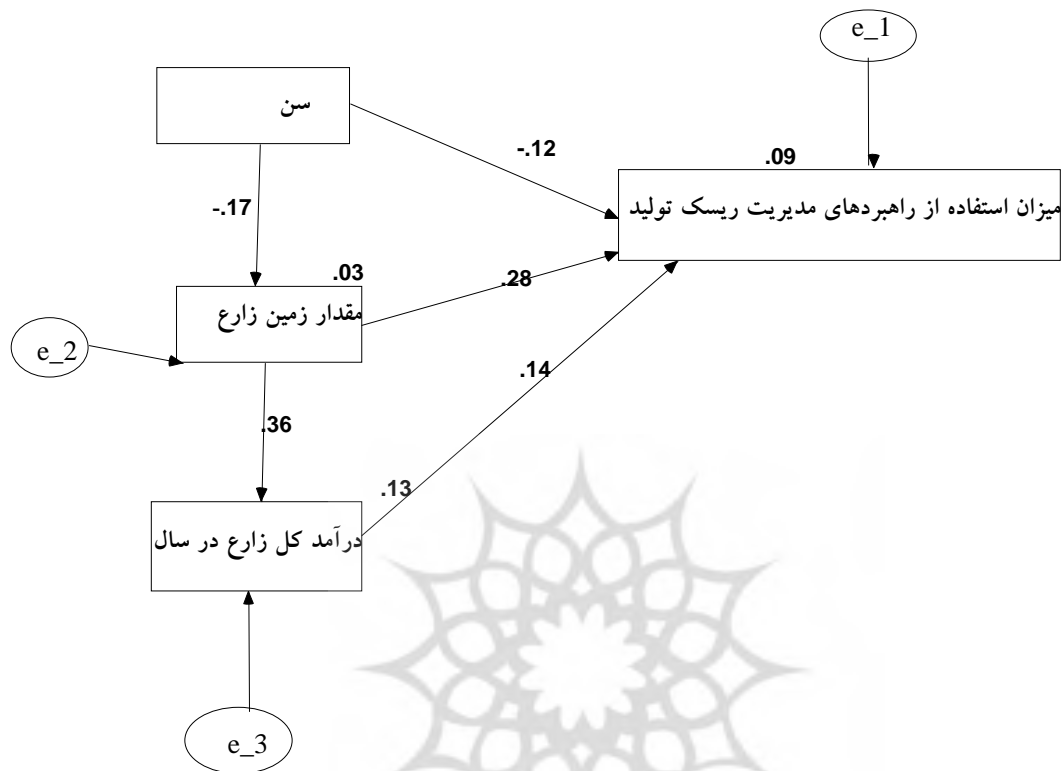 e_1
سن
-.12
.09
میزان استفاده از راهبردهای مدیریت ریسک تولید
-.17
.03
.28
مقدار زمین زارع
e_2
.14
.36
.13
درآمد کل زارع در سال
e_3